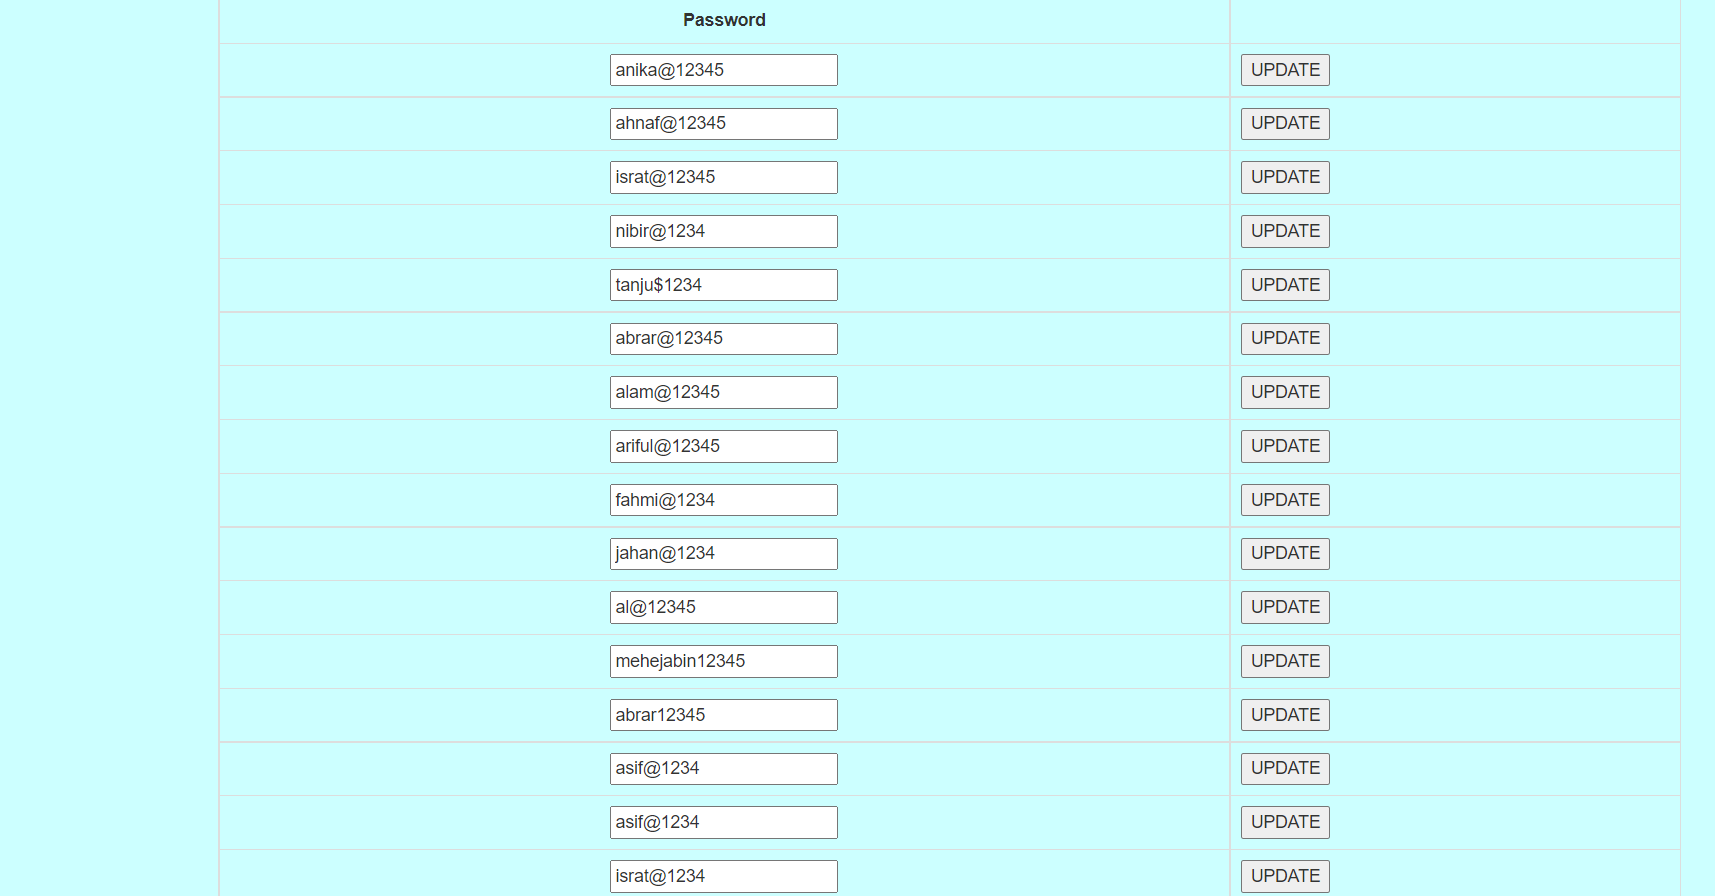 Password
anika@12345 UPDATE
ahnaf@12345 UPDATE
israt@12345 UPDATE
nibir@1234 UPDATE
tanju$1234 UPDATE
abrar@12345 UPDATE
alam@12345 UPDATE
ariful@12345 UPDATE
fahmi@1234 UPDATE
jahan@1234 UPDATE
al@12345 UPDATE
mehejabin12345 UPDATE
abrar12345 UPDATE
asif@1234 UPDATE
asif@1234 UPDATE
israt@1234 UPDATE